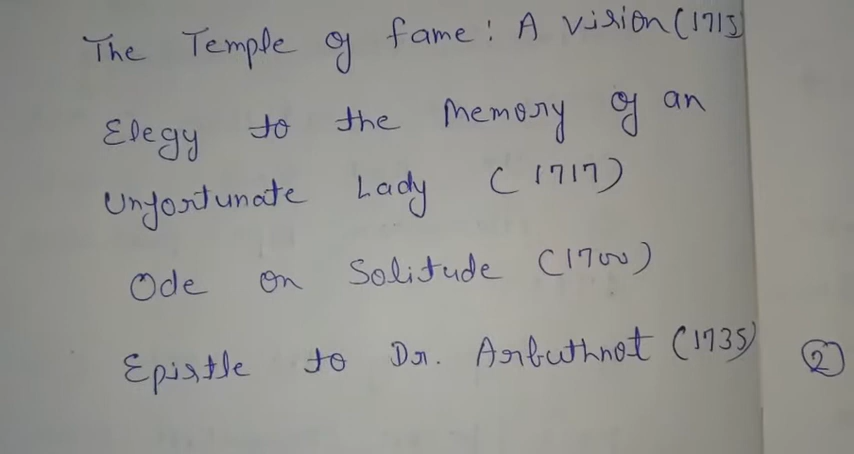 The Temple of fame: A vision (1715)
Elegy to the Memory of an
Unfortunate Lady (1717)
Ode on Solitude (1700)
Epistle to Dr. Arbuthnot (1735)
2